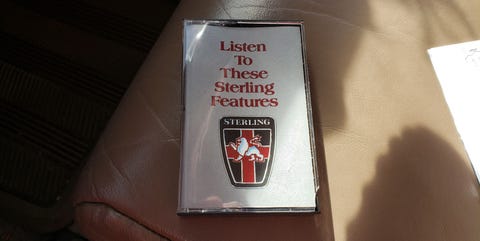 Listen
To
These
Sterling
Features
STERLING